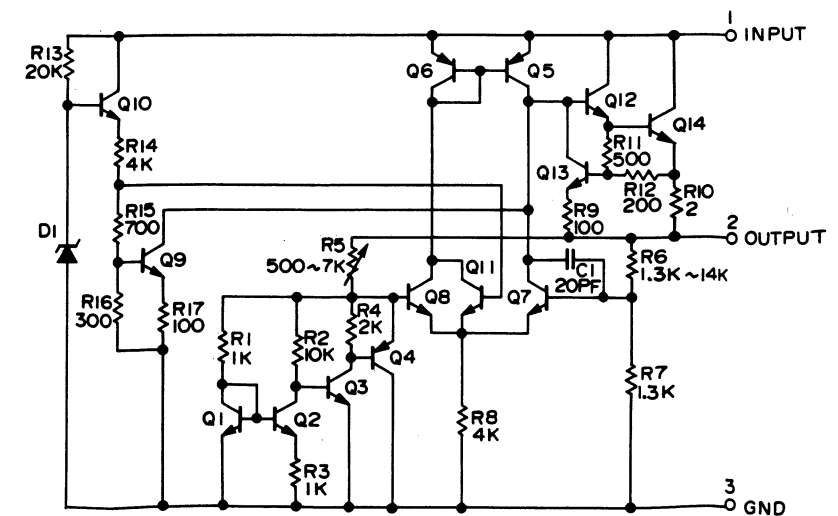 1
INPUT
R13
20K
Q10
Q6
Q5
Q12
Q14
R14
4K
R11
500
Q13
R12
200
R10
2
R15
700
R9
100
D1
Q9
2
OUTPUT
R5
500~7K
R6
1.3K~14K
C1
20PF
Q11
Q8
Q7
R16
300
R17
100
R4
2K
R1
1K
R2
10K
Q4
Q3
R7
1.3K
Q1
Q2
R8
4K
R3
1K
3
GND